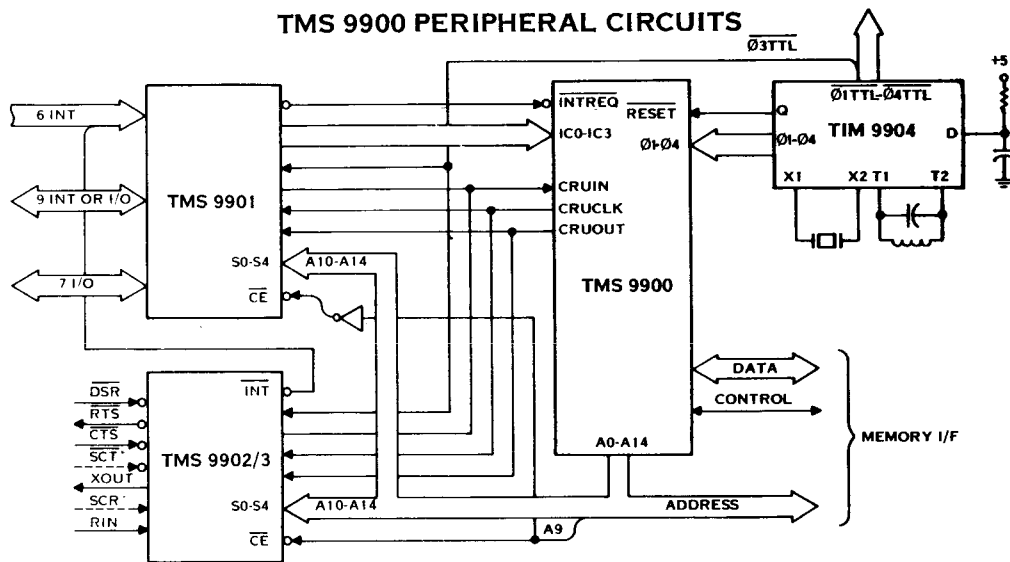 TMS 9900 PERIPHERAL CIRCUITS
Ø3TTL
+5
6 INT
9 INT OR I/O
7 I/O
TMS 9901
S0-S4
CE
A10-A14
INTREQ
IC0-IC3
RESET
Ø1-Ø4
CRUIN
CRUCLK
CRUOUT
TMS 9900
A0-A14
Ø1TTL-Ø4TTL
TIM 9904
Q
D
Ø1-Ø4
X1
X2
T1
T2
DATA
CONTROL
MEMORY I/F
ADDRESS
DSR
RTS
CTS
SCT
XOUT
SCR
RIN
INT
TMS 9902/3
S0-S4
CE
A10-A14
A9